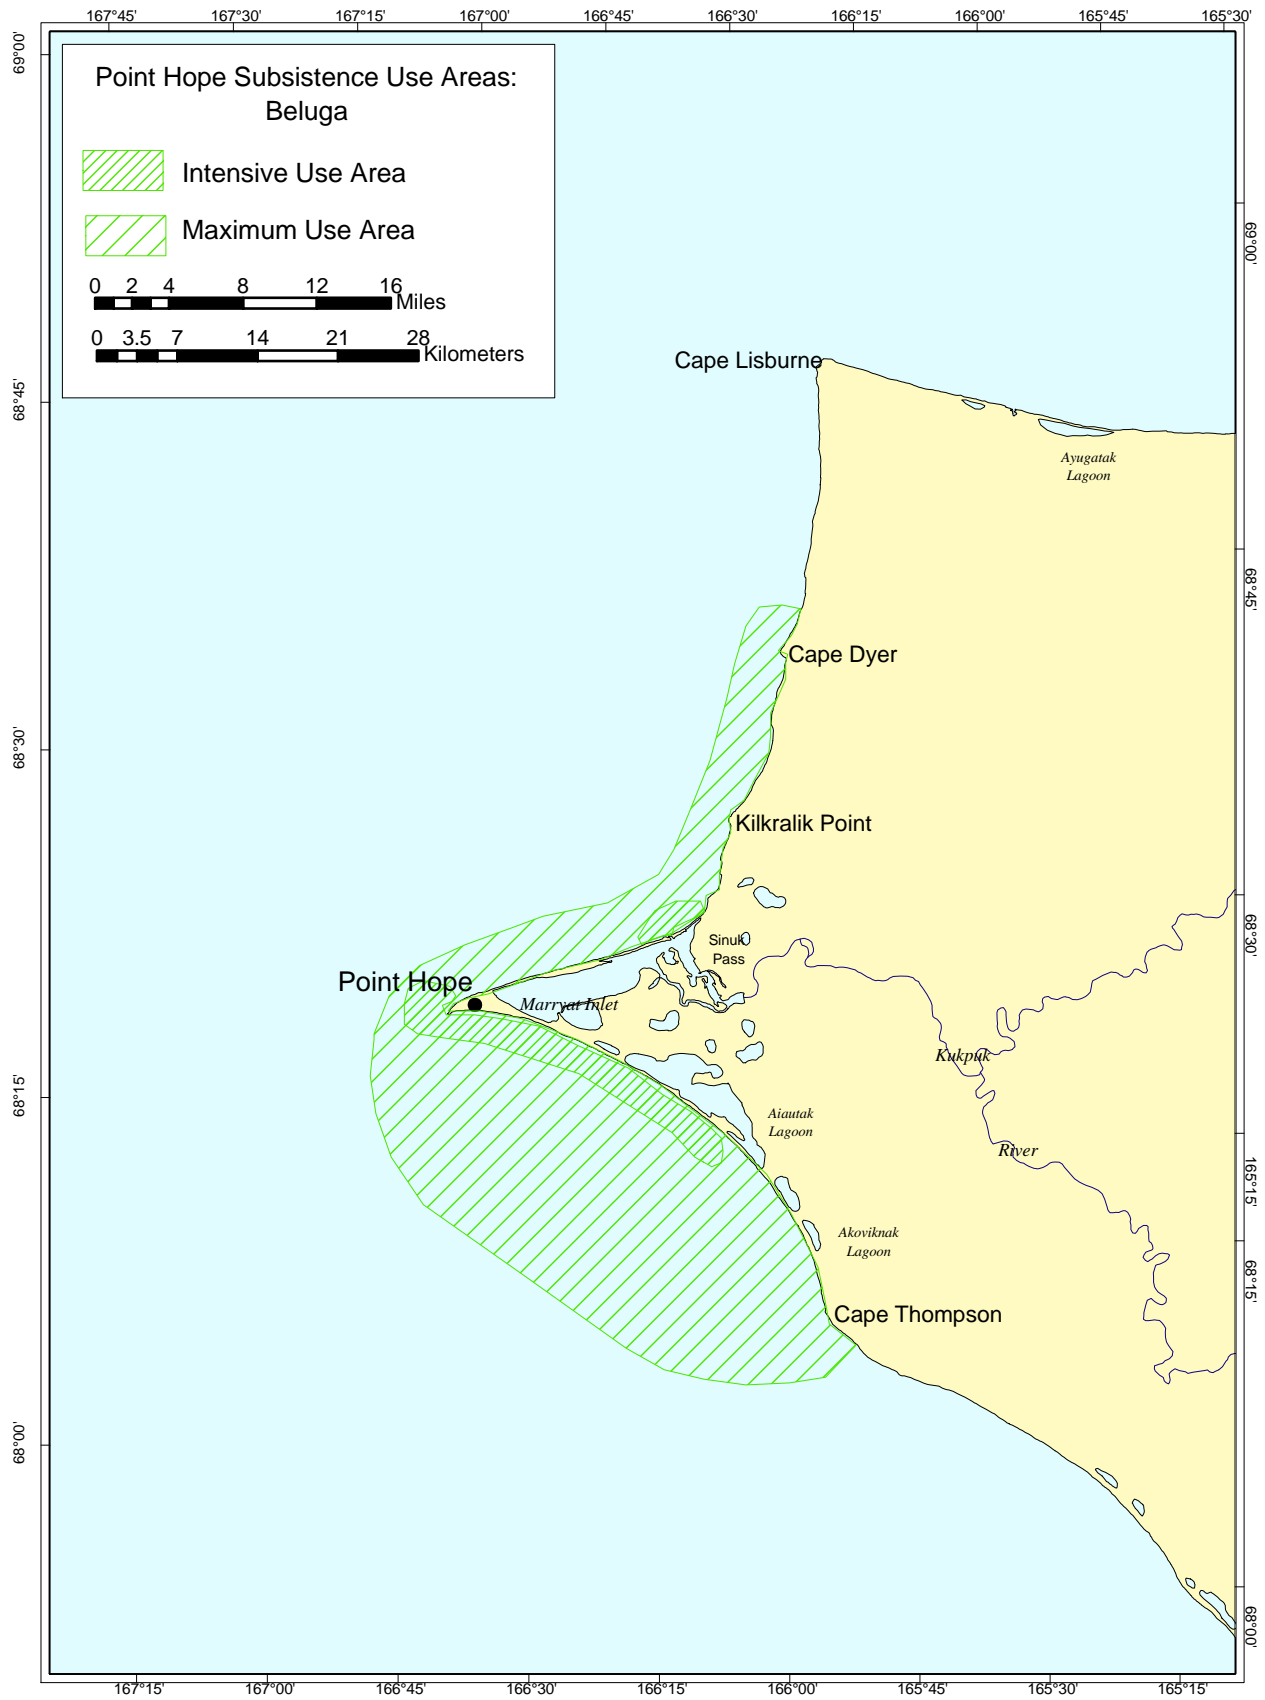 167°45' 167°30' 167°15' 167°00' 166°45' 166°30' 166°15' 166°00' 165°45' 165°30'
69°00'
Point Hope Subsistence Use Areas:
Beluga
Intensive Use Area
Maximum Use Area
0 2 4 8 12 16
Miles
0 3.5 7 14 21 28
Kilometers
69°00'
Cape Lisburne
68°45'
Ayugatak
Lagoon
68°45'
Cape Dyer
68°30'
Kilkralik Point
68°30'
Sinuk
Pass
Point Hope
Marryat Inlet
Kukpuk
68°15'
Aiautak
Lagoon
River
165°15'
Akoviknak
Lagoon
68°15'
Cape Thompson
68°00'
68°00'
167°15' 167°00' 166°45' 166°30' 166°15' 166°00' 165°45' 165°30' 165°15'